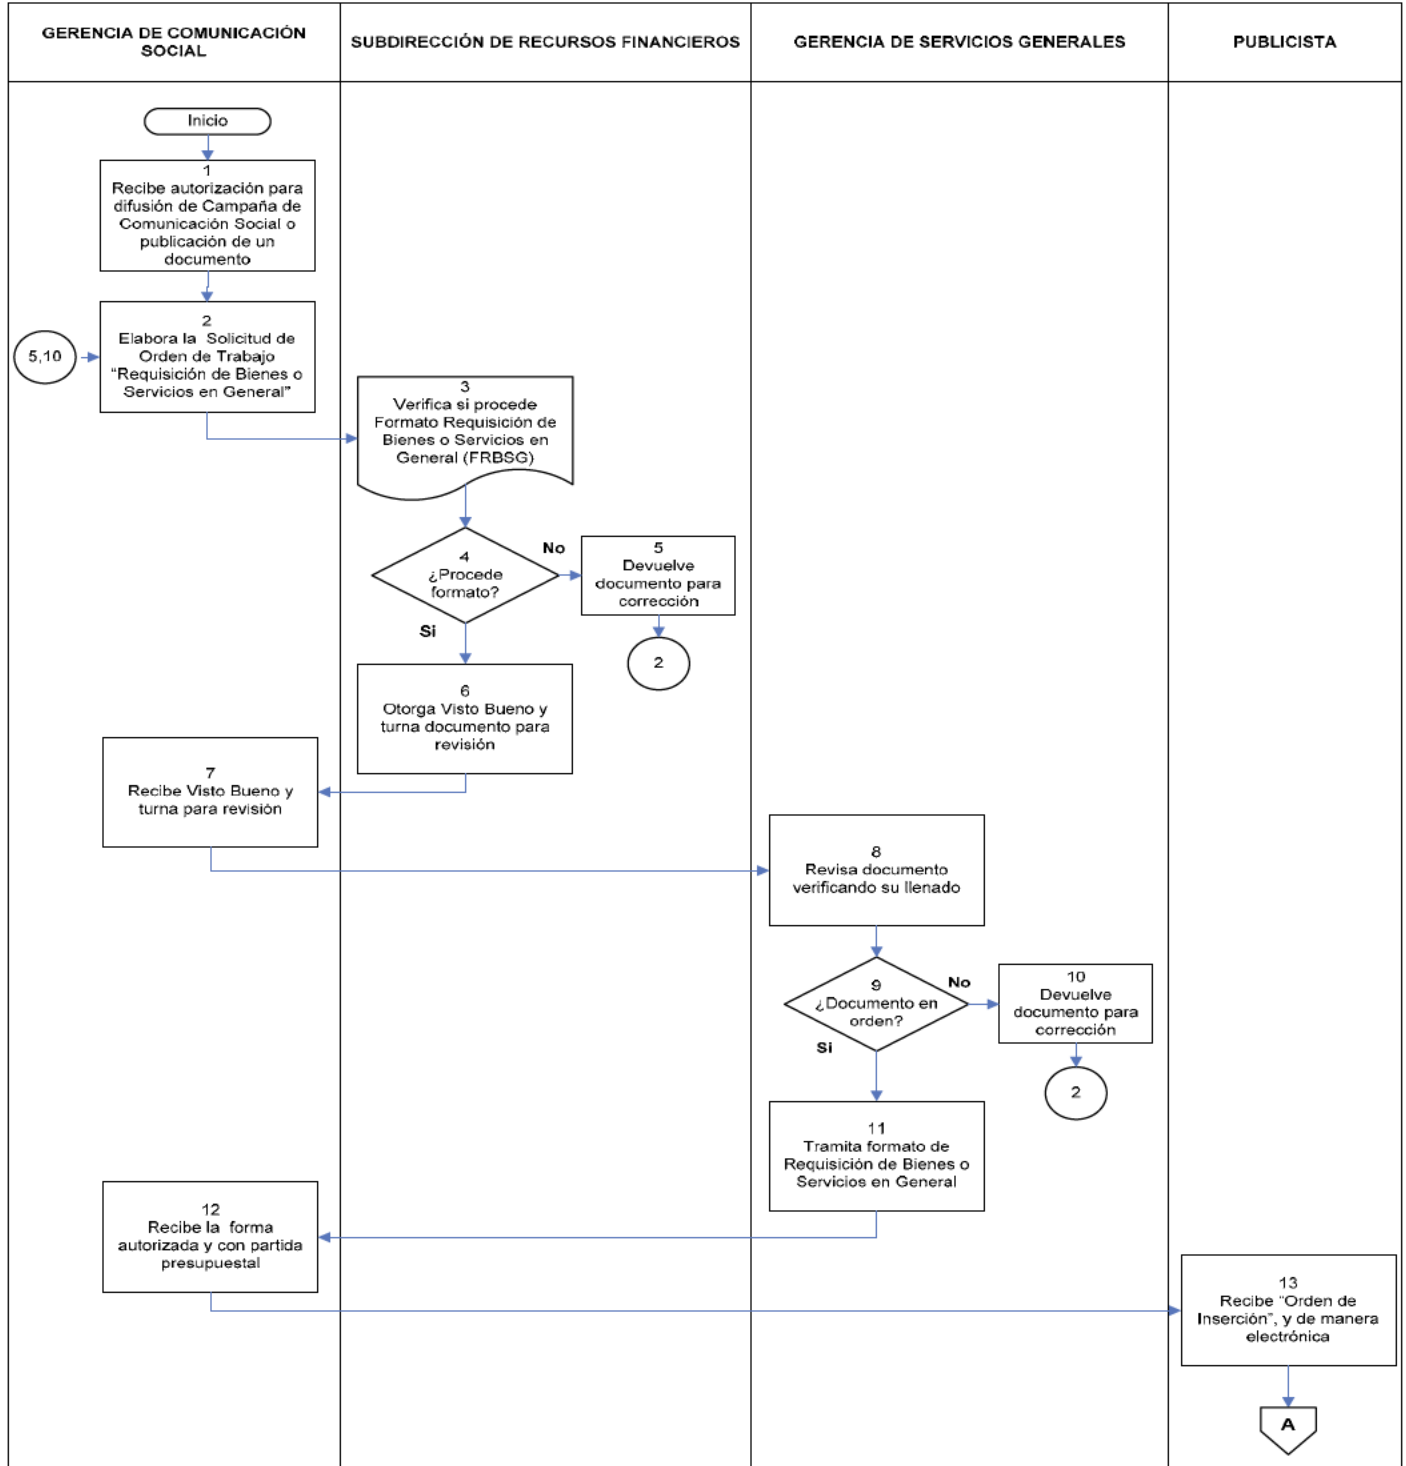 GERENCIA DE COMUNICACIÓN
SOCIAL
SUBDIRECCIÓN DE RECURSOS FINANCIEROS
GERENCIA DE SERVICIOS GENERALES
PUBLICISTA
Inicio
1
Recibe autorización para
difusión de Campaña de
Comunicación Social o
publicación de un
documento
5,10
2
Elabora la Solicitud de
Orden de Trabajo
“Requisición de Bienes o
Servicios en General”
3
Verifica si procede
Formato Requisición de
Bienes o Servicios en
General (FRBSG)
4
¿Procede
formato?
No
5
Devuelve
documento para
corrección
2
Si
6
Otorga Visto Bueno y
turna documento para
revisión
7
Recibe Visto Bueno y
turna para revisión
8
Revisa documento
verificando su llenado
9
¿Documento en
orden?
No
10
Devuelve
documento para
corrección
2
Si
11
Tramita formato de
Requisición de Bienes o
Servicios en General
12
Recibe la forma
autorizada y con partida
presupuestal
13
Recibe “Orden de
Inserción”, y de manera
electrónica
A